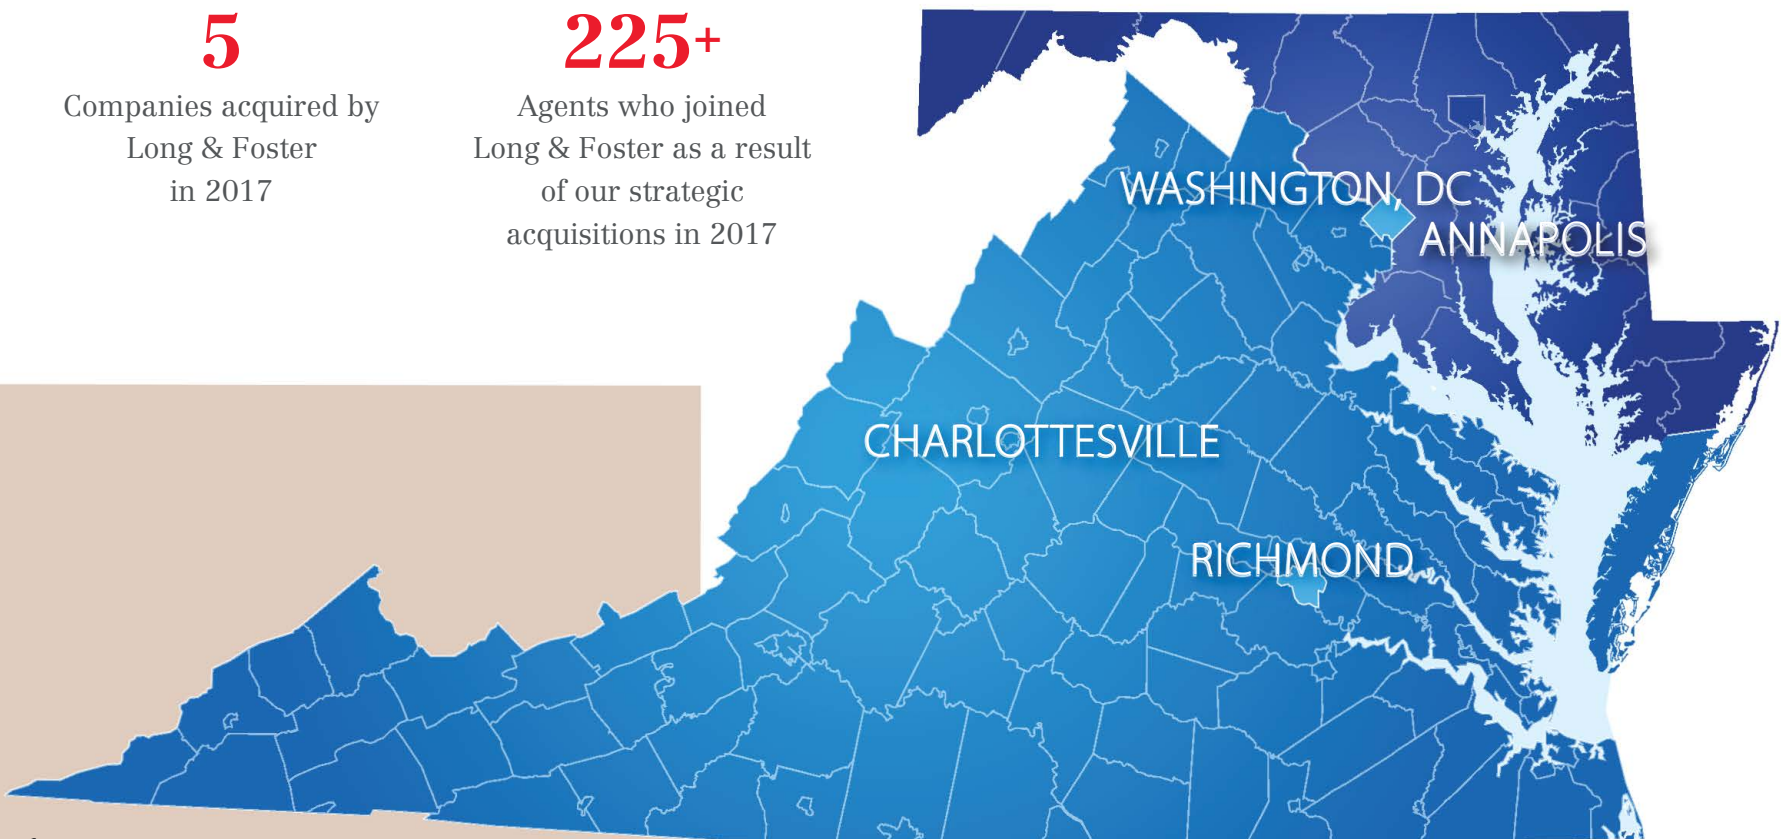 5
Companies acquired by
Long & Foster
in 2017
225+
Agents who joined
Long & Foster as a result
of our strategic
acquisitions in 2017
WASHINGTON, DC
ANNAPOLIS
CHARLOTTESVILLE
RICHMOND